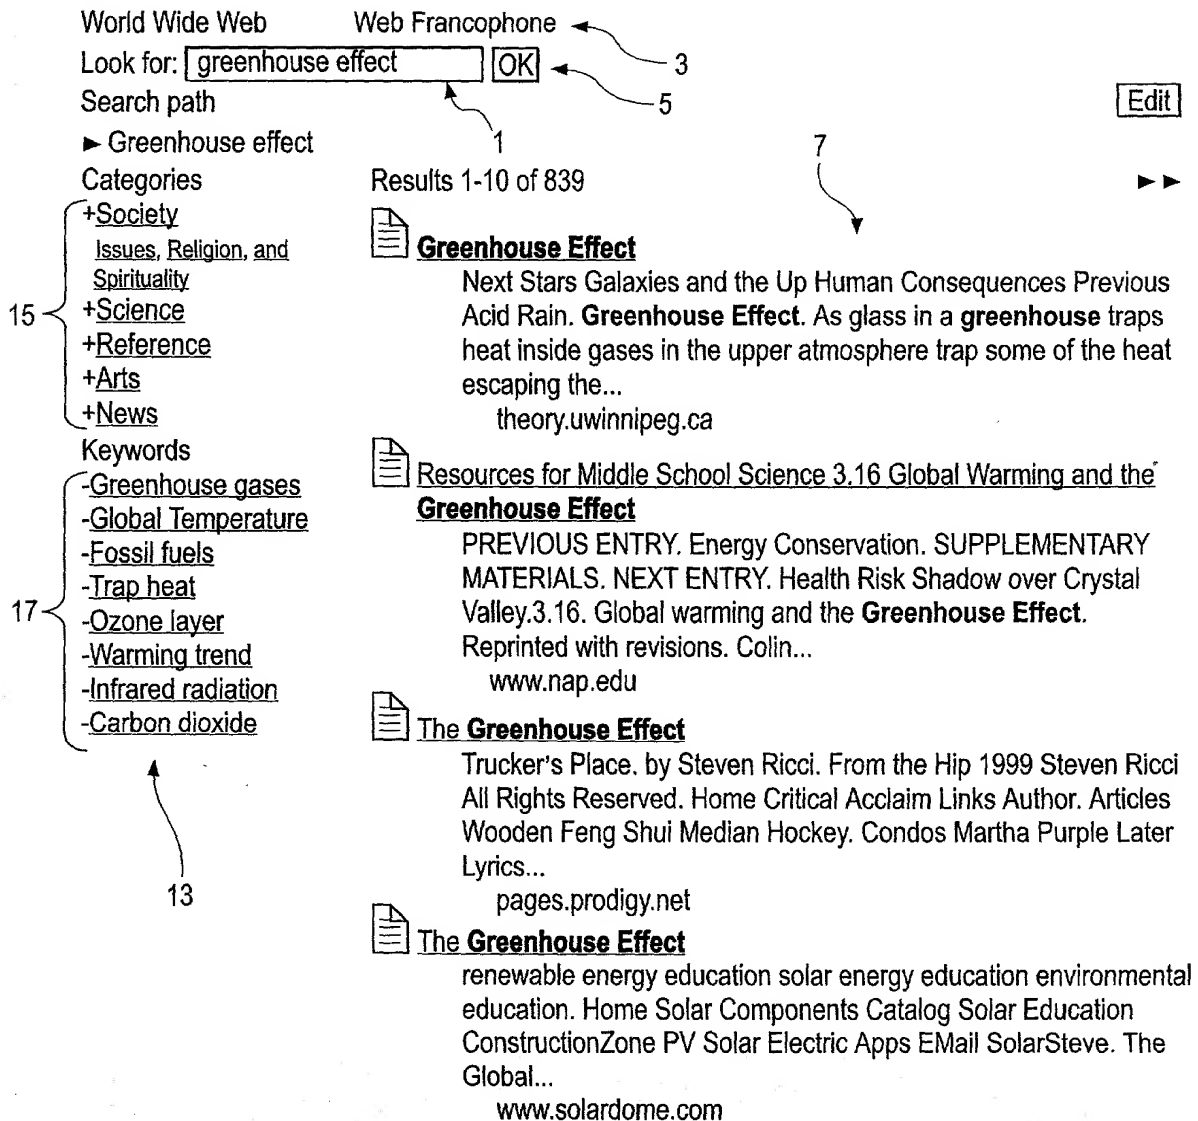 World Wide Web Web Francophone
3
Look for: greenhouse effect OK
5
Search path Edit
1
► Greenhouse effect
7
Categories
+Society
Issues, Religion, and
Spirituality
+Science
+Reference
+Arts
+News
15
Keywords
-Greenhouse gases
-Global Temperature
-Fossil fuels
-Trap heat
-Ozone layer
-Warming trend
-Infrared radiation
-Carbon dioxide
17
13
Results 1-10 of 839 ►►
Greenhouse Effect
Next Stars Galaxies and the Up Human Consequences Previous
Acid Rain. Greenhouse Effect. As glass in a greenhouse traps
heat inside gases in the upper atmosphere trap some of the heat
escaping the...
theory.uwinnipeg.ca
Resources for Middle School Science 3.16 Global Warming and the
Greenhouse Effect
PREVIOUS ENTRY. Energy Conservation. SUPPLEMENTARY
MATERIALS. NEXT ENTRY. Health Risk Shadow over Crystal
Valley.3.16. Global warming and the Greenhouse Effect.
Reprinted with revisions. Colin...
www.nap.edu
The Greenhouse Effect
Trucker's Place. by Steven Ricci. From the Hip 1999 Steven Ricci
All Rights Reserved. Home Critical Acclaim Links Author. Articles
Wooden Feng Shui Median Hockey. Condos Martha Purple Later
Lyrics...
pages.prodigy.net
The Greenhouse Effect
renewable energy education solar energy education environmental
education. Home Solar Components Catalog Solar Education
ConstructionZone PV Solar Electric Apps EMail SolarSteve. The
Global...
www.solardome.com